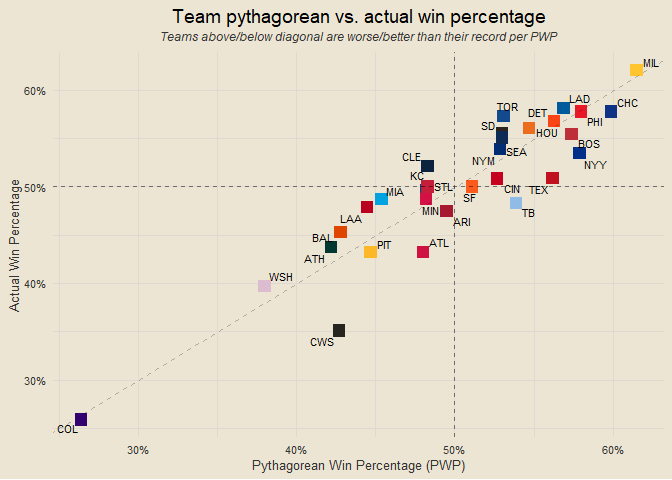 Team pythagorean vs. actual win percentage
Teams above/below diagonal are worse/better than their record per PWP
MIL
60%
LAD
CHC
TOR
DET
PHI
SD
HOU
BOS
SEA
NYM
NYY
CLE
KC
STL
50%
MIA
SF
CIN
TEX
LAA
MIN
TB
ARI
BAL
PIT
ATL
ATH
WSH
40%
CWS
30%
COL
30%
40%
50%
60%
Actual Win Percentage
Pythagorean Win Percentage (PWP)